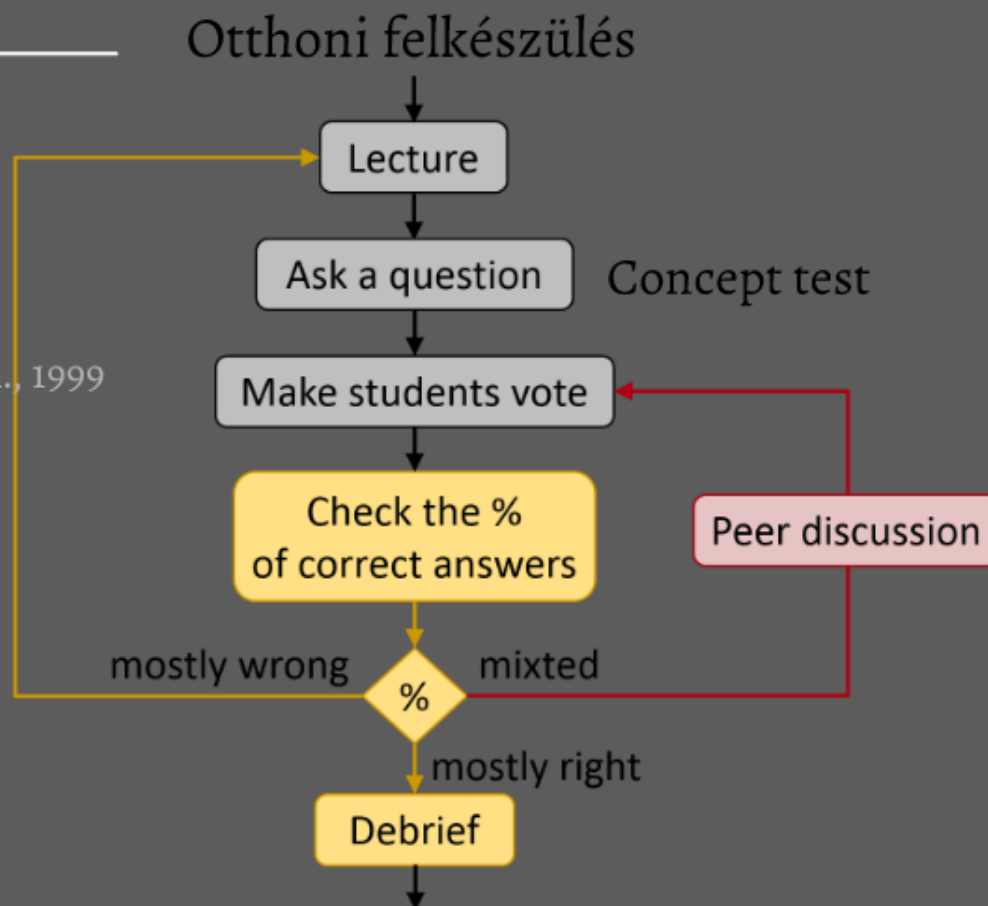 Otthoni felkészülés
Lecture
Ask a question
Concept test
., 1999
Make students vote
Check the %
of correct answers
Peer discussion
mostly wrong
%
mixted
mostly right
Debrief